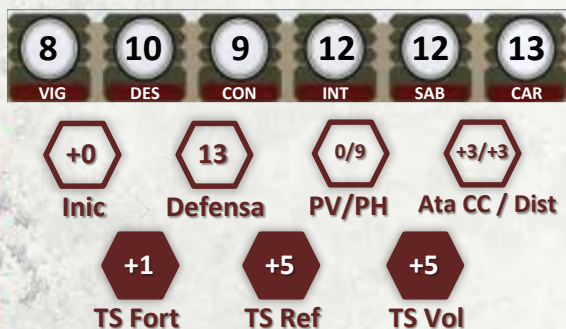 8 10 9 12 12 13
VIG DES CON INT SAB CAR
+0 13 0/9 +3/+3
Inic Defensa PV/PH Ata CC / Dist
+1 +5 +5
TS Fort TS Ref TS Vol